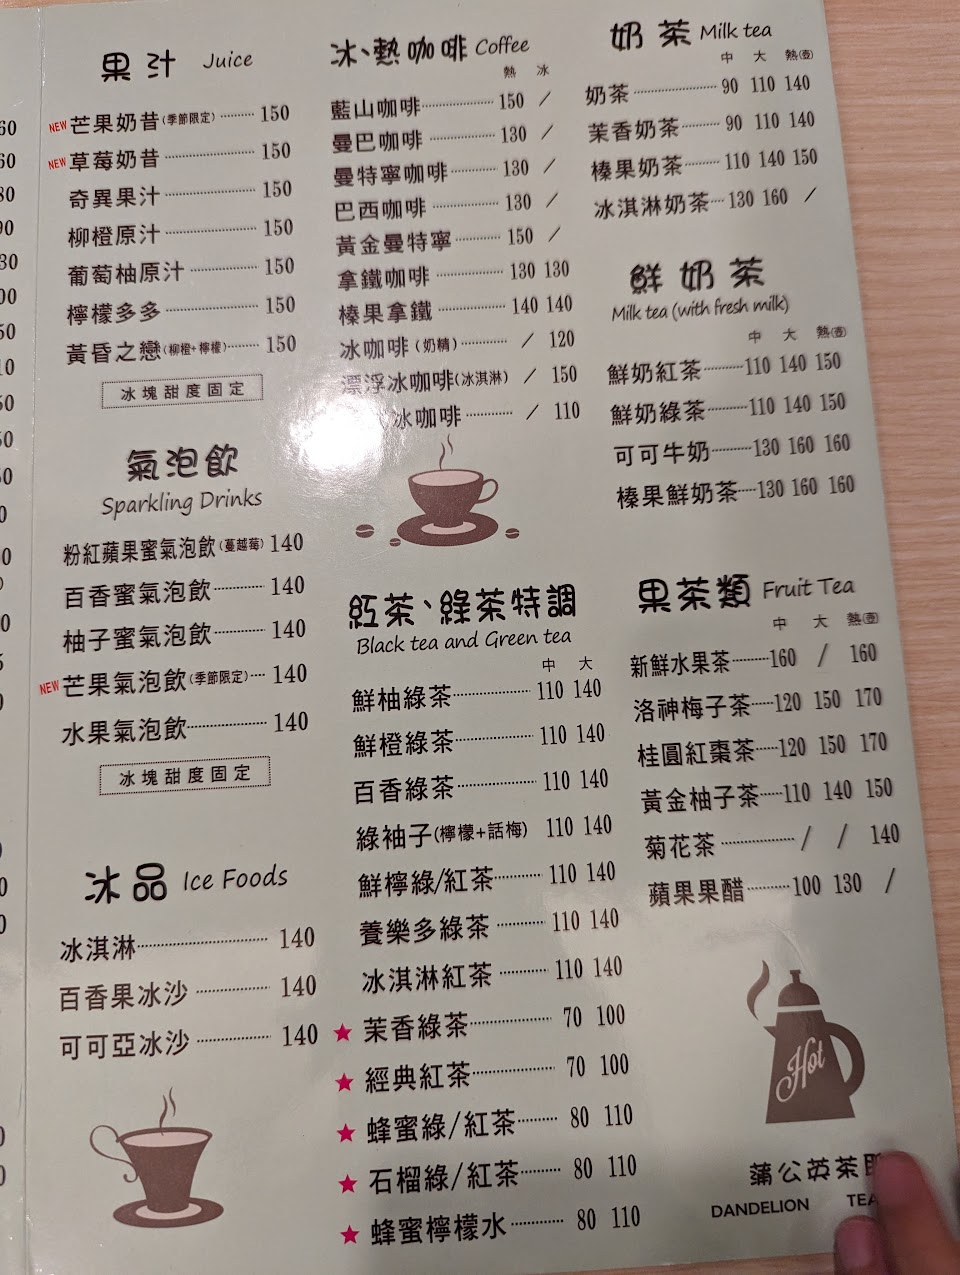 果汁 Juice
NEW 芒果奶昔(季節限定) 150
NEW 草莓奶昔 150
奇異果汁 150
柳橙原汁 150
葡萄柚原汁 150
檸檬多多 150
黃昏之戀(柳橙+檸檬) 150
冰塊甜度固定
氣泡飲
Sparkling Drinks
粉紅蘋果蜜氣泡飲(蔓越莓) 140
百香蜜氣泡飲 140
柚子蜜氣泡飲 140
NEW 芒果氣泡飲(季節限定) 140
水果氣泡飲 140
冰塊甜度固定
冰品 Ice Foods
冰淇淋 140
百香果冰沙 140
可可亞冰沙 140
冰、熱咖啡 Coffee
熱 冰
藍山咖啡 150 /
曼巴咖啡 130 /
曼特寧咖啡 130 /
巴西咖啡 130 /
黃金曼特寧 150 /
拿鐵咖啡 130 130
榛果拿鐵 140 140
冰咖啡(奶精) / 120
漂浮冰咖啡(冰淇淋) / 150
冰咖啡 / 110
紅茶、綠茶特調
Black tea and Green tea
中 大
鮮柚綠茶 110 140
鮮橙綠茶 110 140
百香綠茶 110 140
綠袖子(檸檬+話梅) 110 140
鮮檸綠/紅茶 110 140
養樂多綠茶 110 140
冰淇淋紅茶 110 140
★ 茉香綠茶 70 100
★ 經典紅茶 70 100
★ 蜂蜜綠/紅茶 80 110
★ 石榴綠/紅茶 80 110
★ 蜂蜜檸檬水 80 110
奶茶 Milk tea
中 大 熱(壺)
奶茶 90 110 140
茉香奶茶 90 110 140
榛果奶茶 110 140 150
冰淇淋奶茶 130 160 /
鮮奶茶
Milk tea (with fresh milk)
中 大 熱(壺)
鮮奶紅茶 110 140 150
鮮奶綠茶 110 140 150
可可牛奶 130 160 160
榛果鮮奶茶 130 160 160
果茶類 Fruit Tea
中 大 熱(壺)
新鮮水果茶 160 / 160
洛神梅子茶 120 150 170
桂圓紅棗茶 120 150 170
黃金柚子茶 110 140 150
菊花茶 / / 140
蘋果果醋 100 130 /
Hot
蒲公英茶
DANDELION TEA